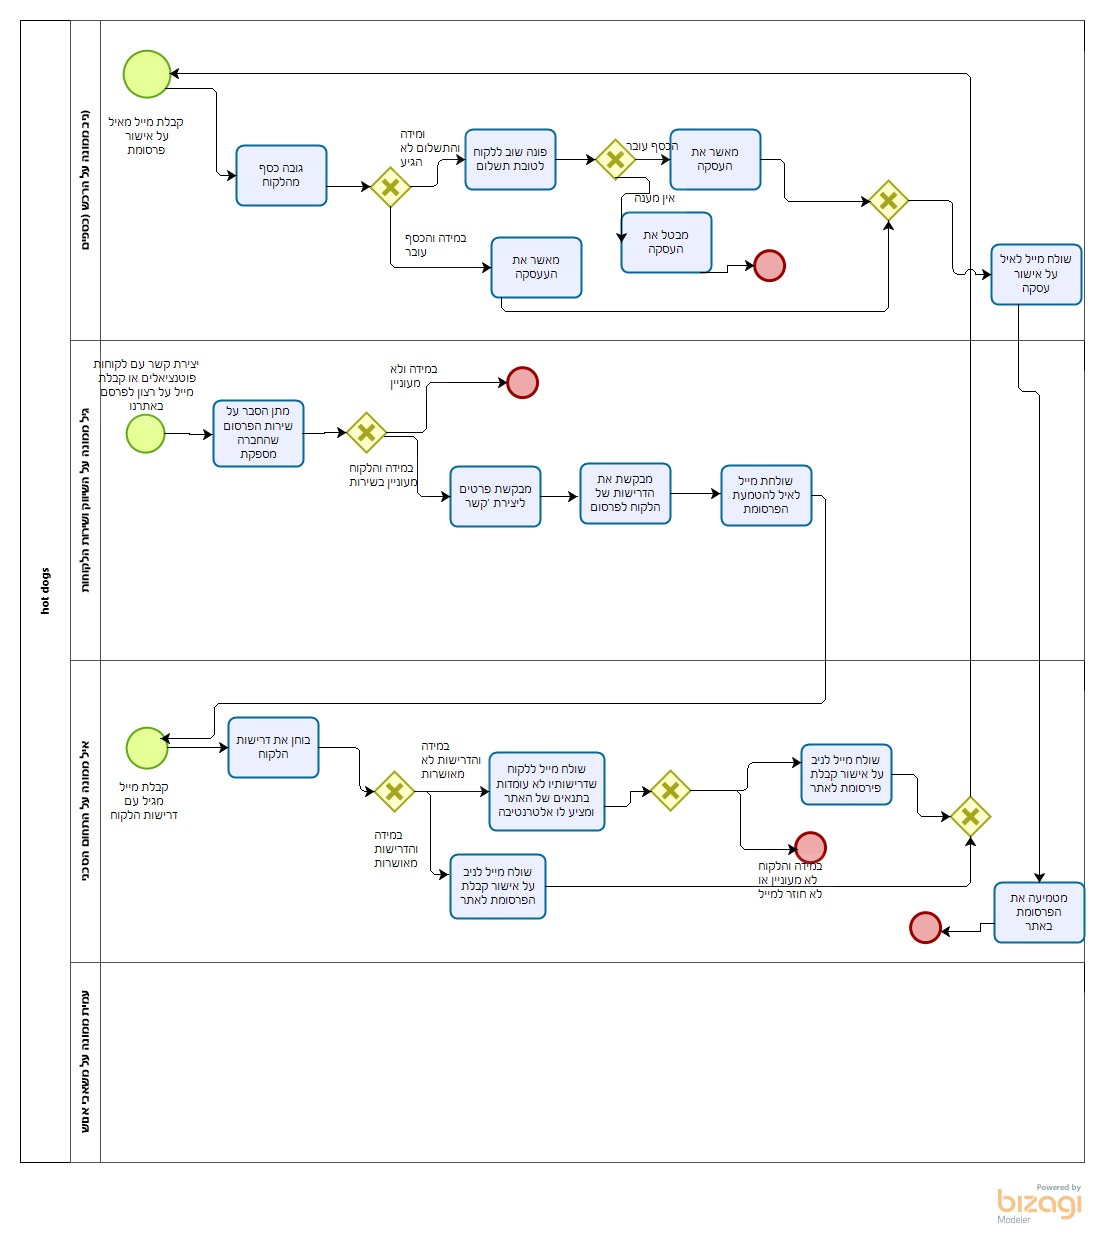 hot dogs
ניב ממונה על הרכש (כספים)
קבלת מייל מאיל
על אישור
פרסומת
גובה כסף
מהלקוח
ומידה
והתשלום לא
הגיע
פונה שוב ללקוח
לטובת תשלום
הכסף עובר
מאשר את
העסקה
אין מענה
מבטל את
העסקה
במידה והכסף
עובר
מאשר את
העעסקה
שולח מייל לאיל
על אישור
עסקה
גיל ממונה על השיווק ושירות הלקוחות
יצירת קשר עם לקוחות
פוטנציאלים או קבלת
מייל על רצון לפרסם
באתרנו
מתן הסבר על
שירות הפרסום
שהחברה
מספקת
במידה ולא
מעוניין
במידה והלקוח
מעוניין בשירות
מבקשת פרטים
ליצירת 'קשר
מבקשת את
הדרישות של
הלקוח לפרסום
שולחת מייל
לאיל להטמעת
הפרסומת
קבלת מייל
מגיל עם
דרישות הלקוח
בוחן את דרישות
הלקוח
במידה
והדרישות לא
מאושרות
שולח מייל ללקוח
שדרישותיו לא עומדות
בתנאים של האתר
ומציע לו אלטרנטיבה
במידה
והדרישות
מאושרות
שולח מייל לניב
על אישור קבלת
הפרסומת לאתר
שולח מייל לניב
על אישור קבלת
פירסומת לאתר
במידה והלקוח
לא מעוניין או
לא חוזר למייל
מטמיעה את
הפרסומת
באתר
עמית ממונה על משאבי אנוש
Powered by
bizagi
Modeler